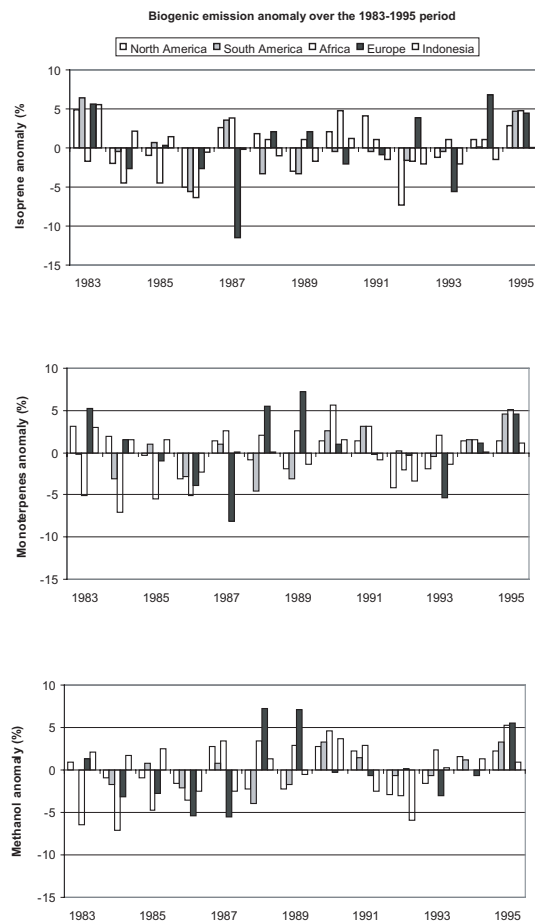 Biogenic emission anomaly over the 1983-1995 period
North America South America Africa Europe Indonesia
Isoprene anomaly (%
10
5
0
-5
-10
-15
1983 1985 1987 1989 1991 1993 1995
Monoterpenes anomaly (%)
10
5
0
-5
-10
-15
1983 1985 1987 1989 1991 1993 1995
Methanol anomaly (%)
10
5
0
-5
-10
-15
1983 1985 1987 1989 1991 1993 1995